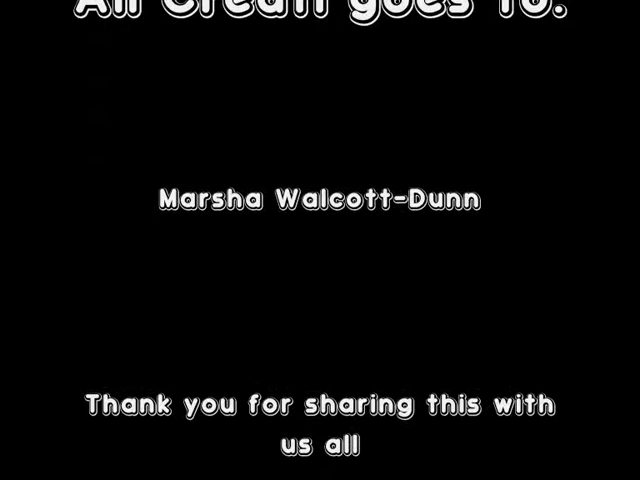 All Credit goes to:
Marsha Walcott-Dunn
Thank you for sharing this with
us all